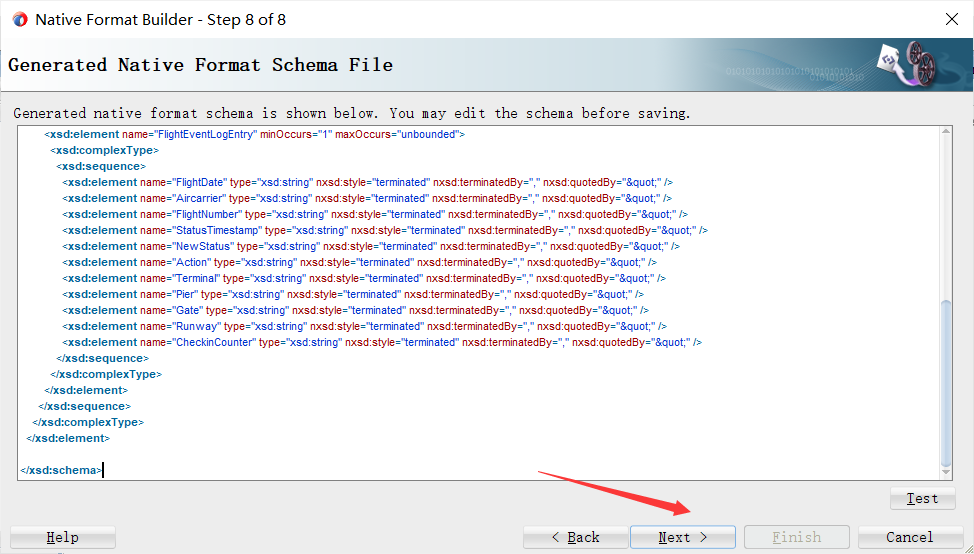 Native Format Builder - Step 8 of 8
Generated Native Format Schema File
01010101010101010101010101
01010101010
Generated native format schema is shown below. You may edit the schema before saving.
<xsd:element name="FlightEventLogEntry" minOccurs="1" maxOccurs="unbounded">
<xsd:complexType>
<xsd:sequence>
<xsd:element name="FlightDate" type="xsd:string" nxsd:style="terminated" nxsd:terminatedBy="," nxsd:quotedBy="&quot;" />
<xsd:element name="Aircarrier" type="xsd:string" nxsd:style="terminated" nxsd:terminatedBy="," nxsd:quotedBy="&quot;" />
<xsd:element name="FlightNumber" type="xsd:string" nxsd:style="terminated" nxsd:terminatedBy="," nxsd:quotedBy="&quot;" />
<xsd:element name="StatusTimestamp" type="xsd:string" nxsd:style="terminated" nxsd:terminatedBy="," nxsd:quotedBy="&quot;" />
<xsd:element name="NewStatus" type="xsd:string" nxsd:style="terminated" nxsd:terminatedBy="," nxsd:quotedBy="&quot;" />
<xsd:element name="Action" type="xsd:string" nxsd:style="terminated" nxsd:terminatedBy="," nxsd:quotedBy="&quot;" />
<xsd:element name="Terminal" type="xsd:string" nxsd:style="terminated" nxsd:terminatedBy="," nxsd:quotedBy="&quot;" />
<xsd:element name="Pier" type="xsd:string" nxsd:style="terminated" nxsd:terminatedBy="," nxsd:quotedBy="&quot;" />
<xsd:element name="Gate" type="xsd:string" nxsd:style="terminated" nxsd:terminatedBy="," nxsd:quotedBy="&quot;" />
<xsd:element name="Runway" type="xsd:string" nxsd:style="terminated" nxsd:terminatedBy="," nxsd:quotedBy="&quot;" />
<xsd:element name="CheckinCounter" type="xsd:string" nxsd:style="terminated" nxsd:terminatedBy="," nxsd:quotedBy="&quot;" />
</xsd:sequence>
</xsd:complexType>
</xsd:element>
</xsd:sequence>
</xsd:complexType>
</xsd:element>
</xsd:schema>
Test
Help
< Back
Next >
Finish
Cancel